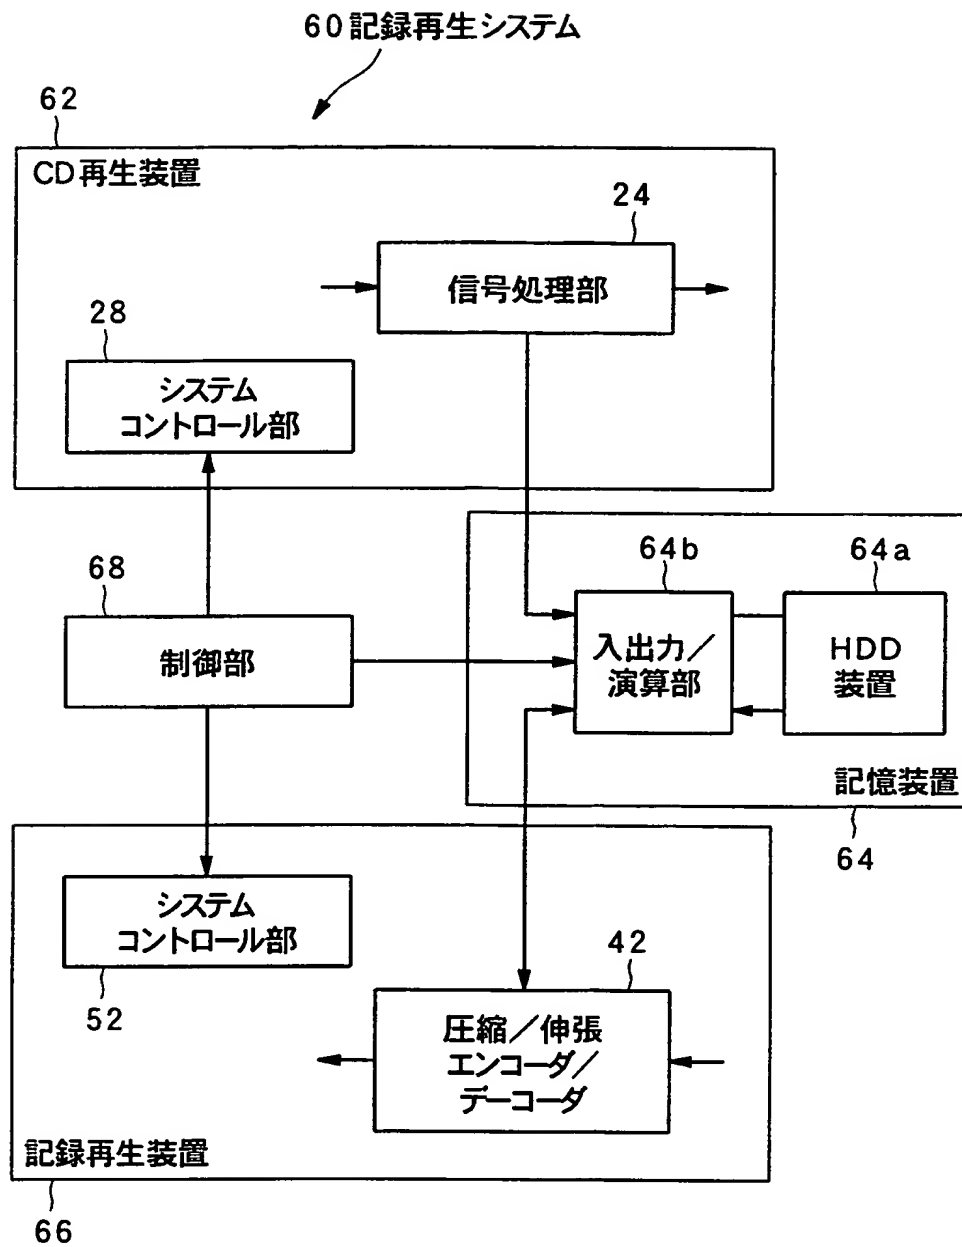 60記録再生システム
62
CD再生装置
24
信号処理部
28
システム
コントロール部
64b
64a
68
制御部
入出力／
演算部
HDD
装置
記憶装置
64
システム
コントロール部
52
42
圧縮／伸張
エンコーダ／
デーコーダ
記録再生装置
66